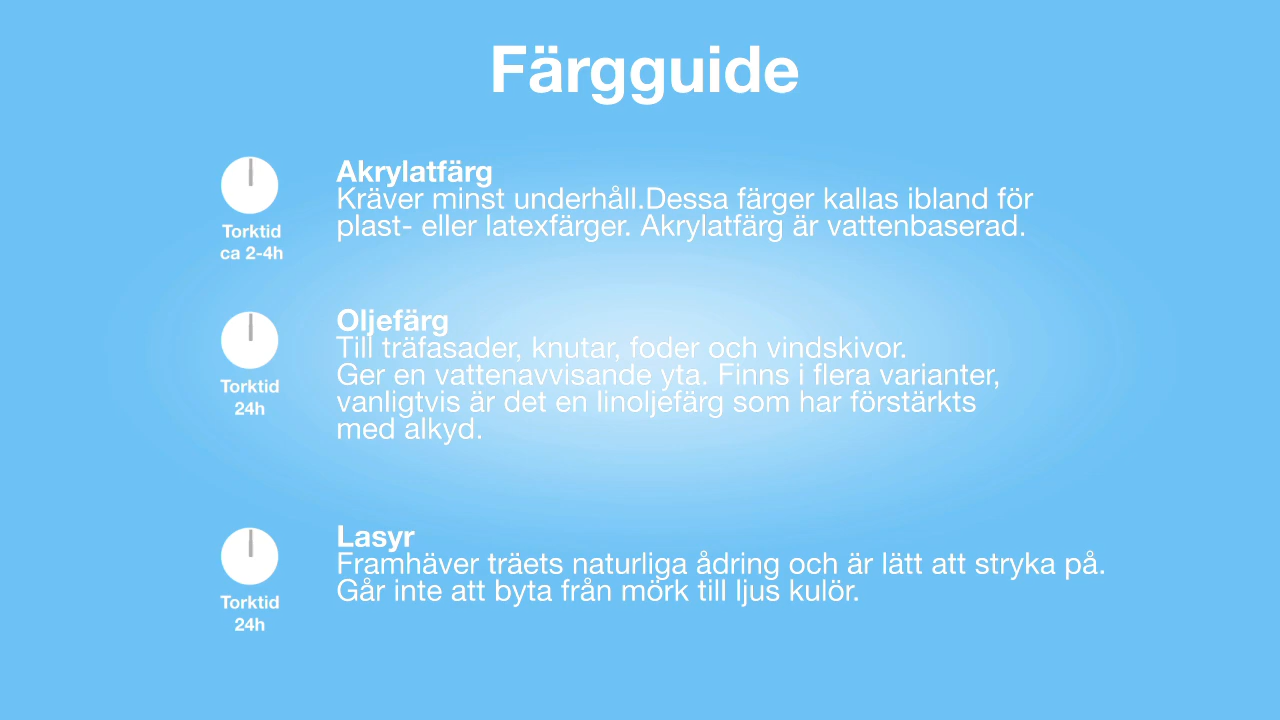 Färgguide
Torktid
ca 2-4h
Akrylatfärg
Kräver minst underhåll.Dessa färger kallas ibland för
plast- eller latexfärger. Akrylatfärg är vattenbaserad.
Torktid
24h
Oljefärg
Till träfasader, knutar, foder och vindskivor.
Ger en vattenavvisande yta. Finns i flera varianter,
vanligtvis är det en linoljefärg som har förstärkts
med alkyd.
Torktid
24h
Lasyr
Framhäver träets naturliga ådring och är lätt att stryka på.
Går inte att byta från mörk till ljus kulör.